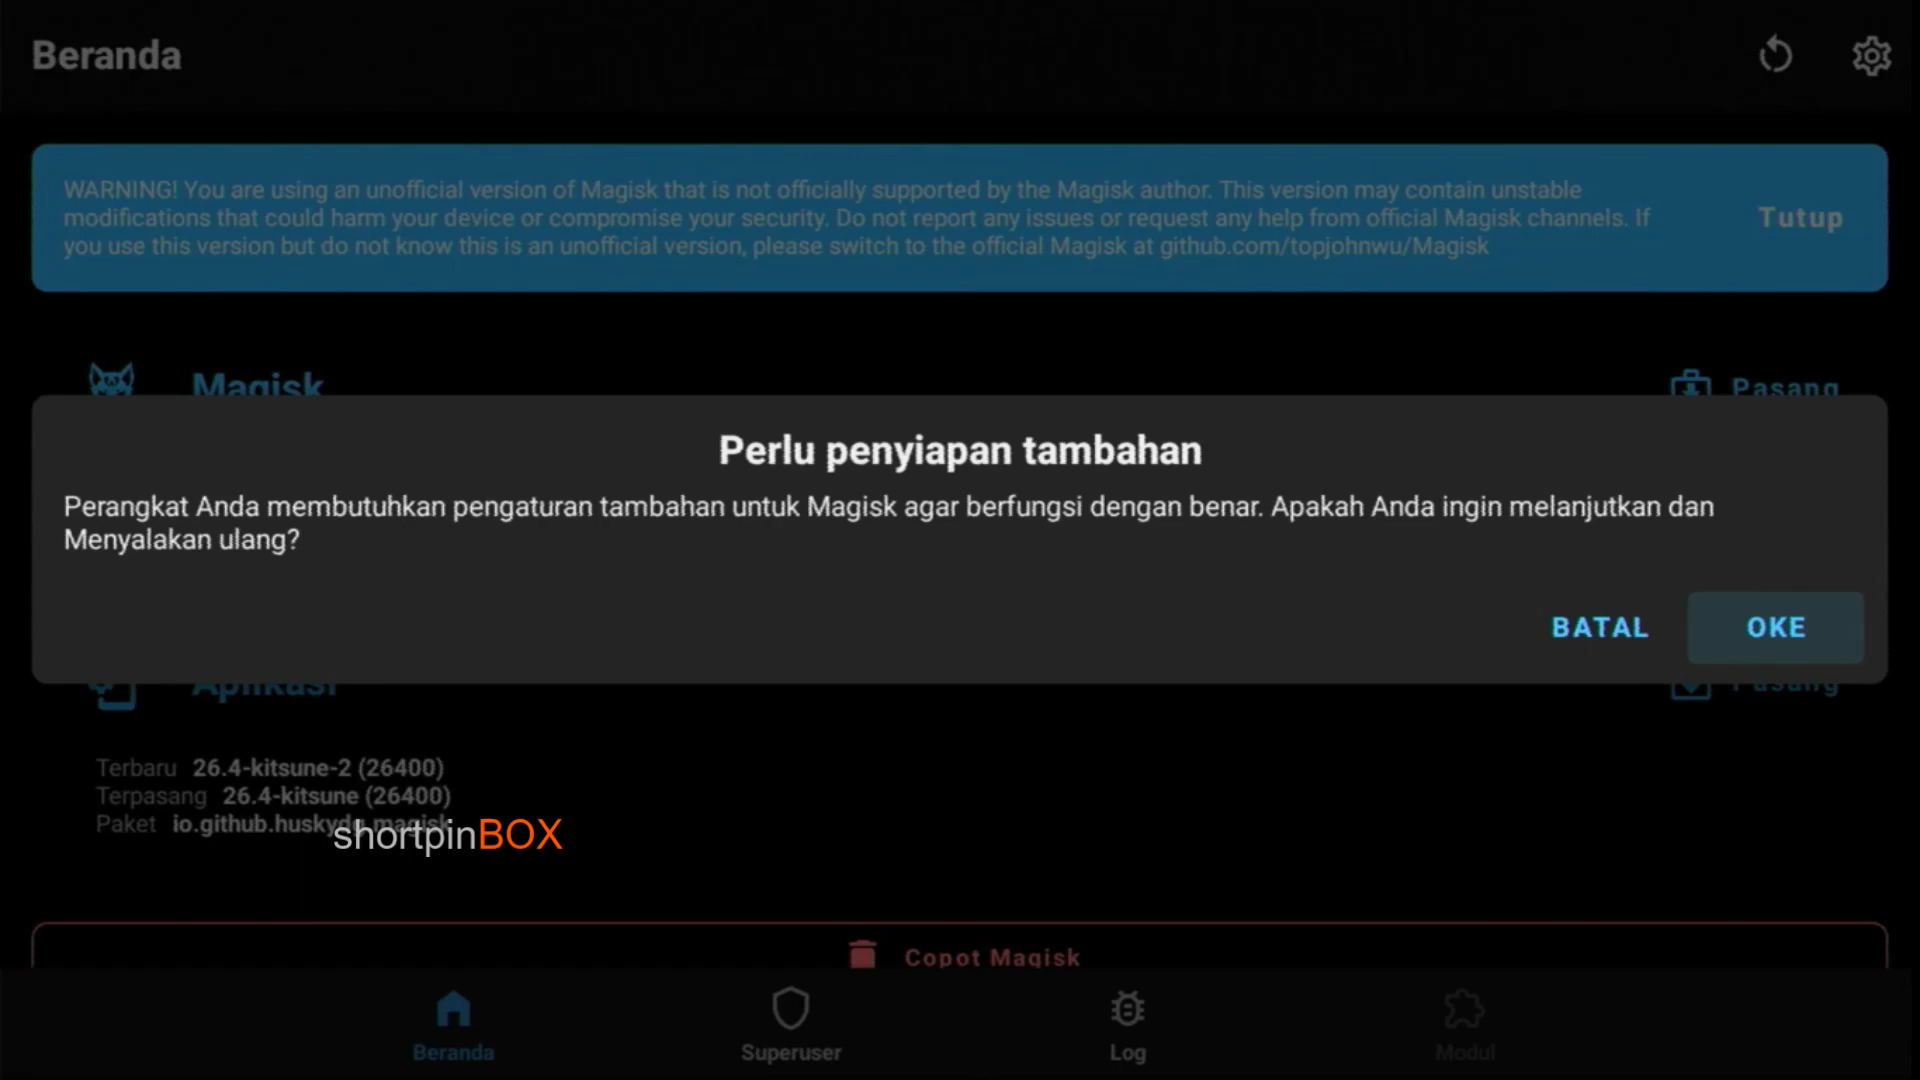 Beranda
WARNING! You are using an unofficial version of Magisk that is not officially supported by the Magisk author. This version may contain unstable
modifications that could harm your device or compromise your security. Do not report any issues or request any help from official Magisk channels. If
you use this version but do not know this is an unofficial version, please switch to the official Magisk at github.com/topjohnwu/Magisk
Tutup
Magisk
Pasang
Perlu penyiapan tambahan
Perangkat Anda membutuhkan pengaturan tambahan untuk Magisk agar berfungsi dengan benar. Apakah Anda ingin melanjutkan dan
Menyalakan ulang?
BATAL
OKE
Aplikasi
Pasang
Terbaru 26.4-kitsune-2 (26400)
Terpasang 26.4-kitsune (26400)
Paket io.github.huskydg.magisk
shortpinBOX
Copot Magisk
Beranda
Superuser
Log
Modul